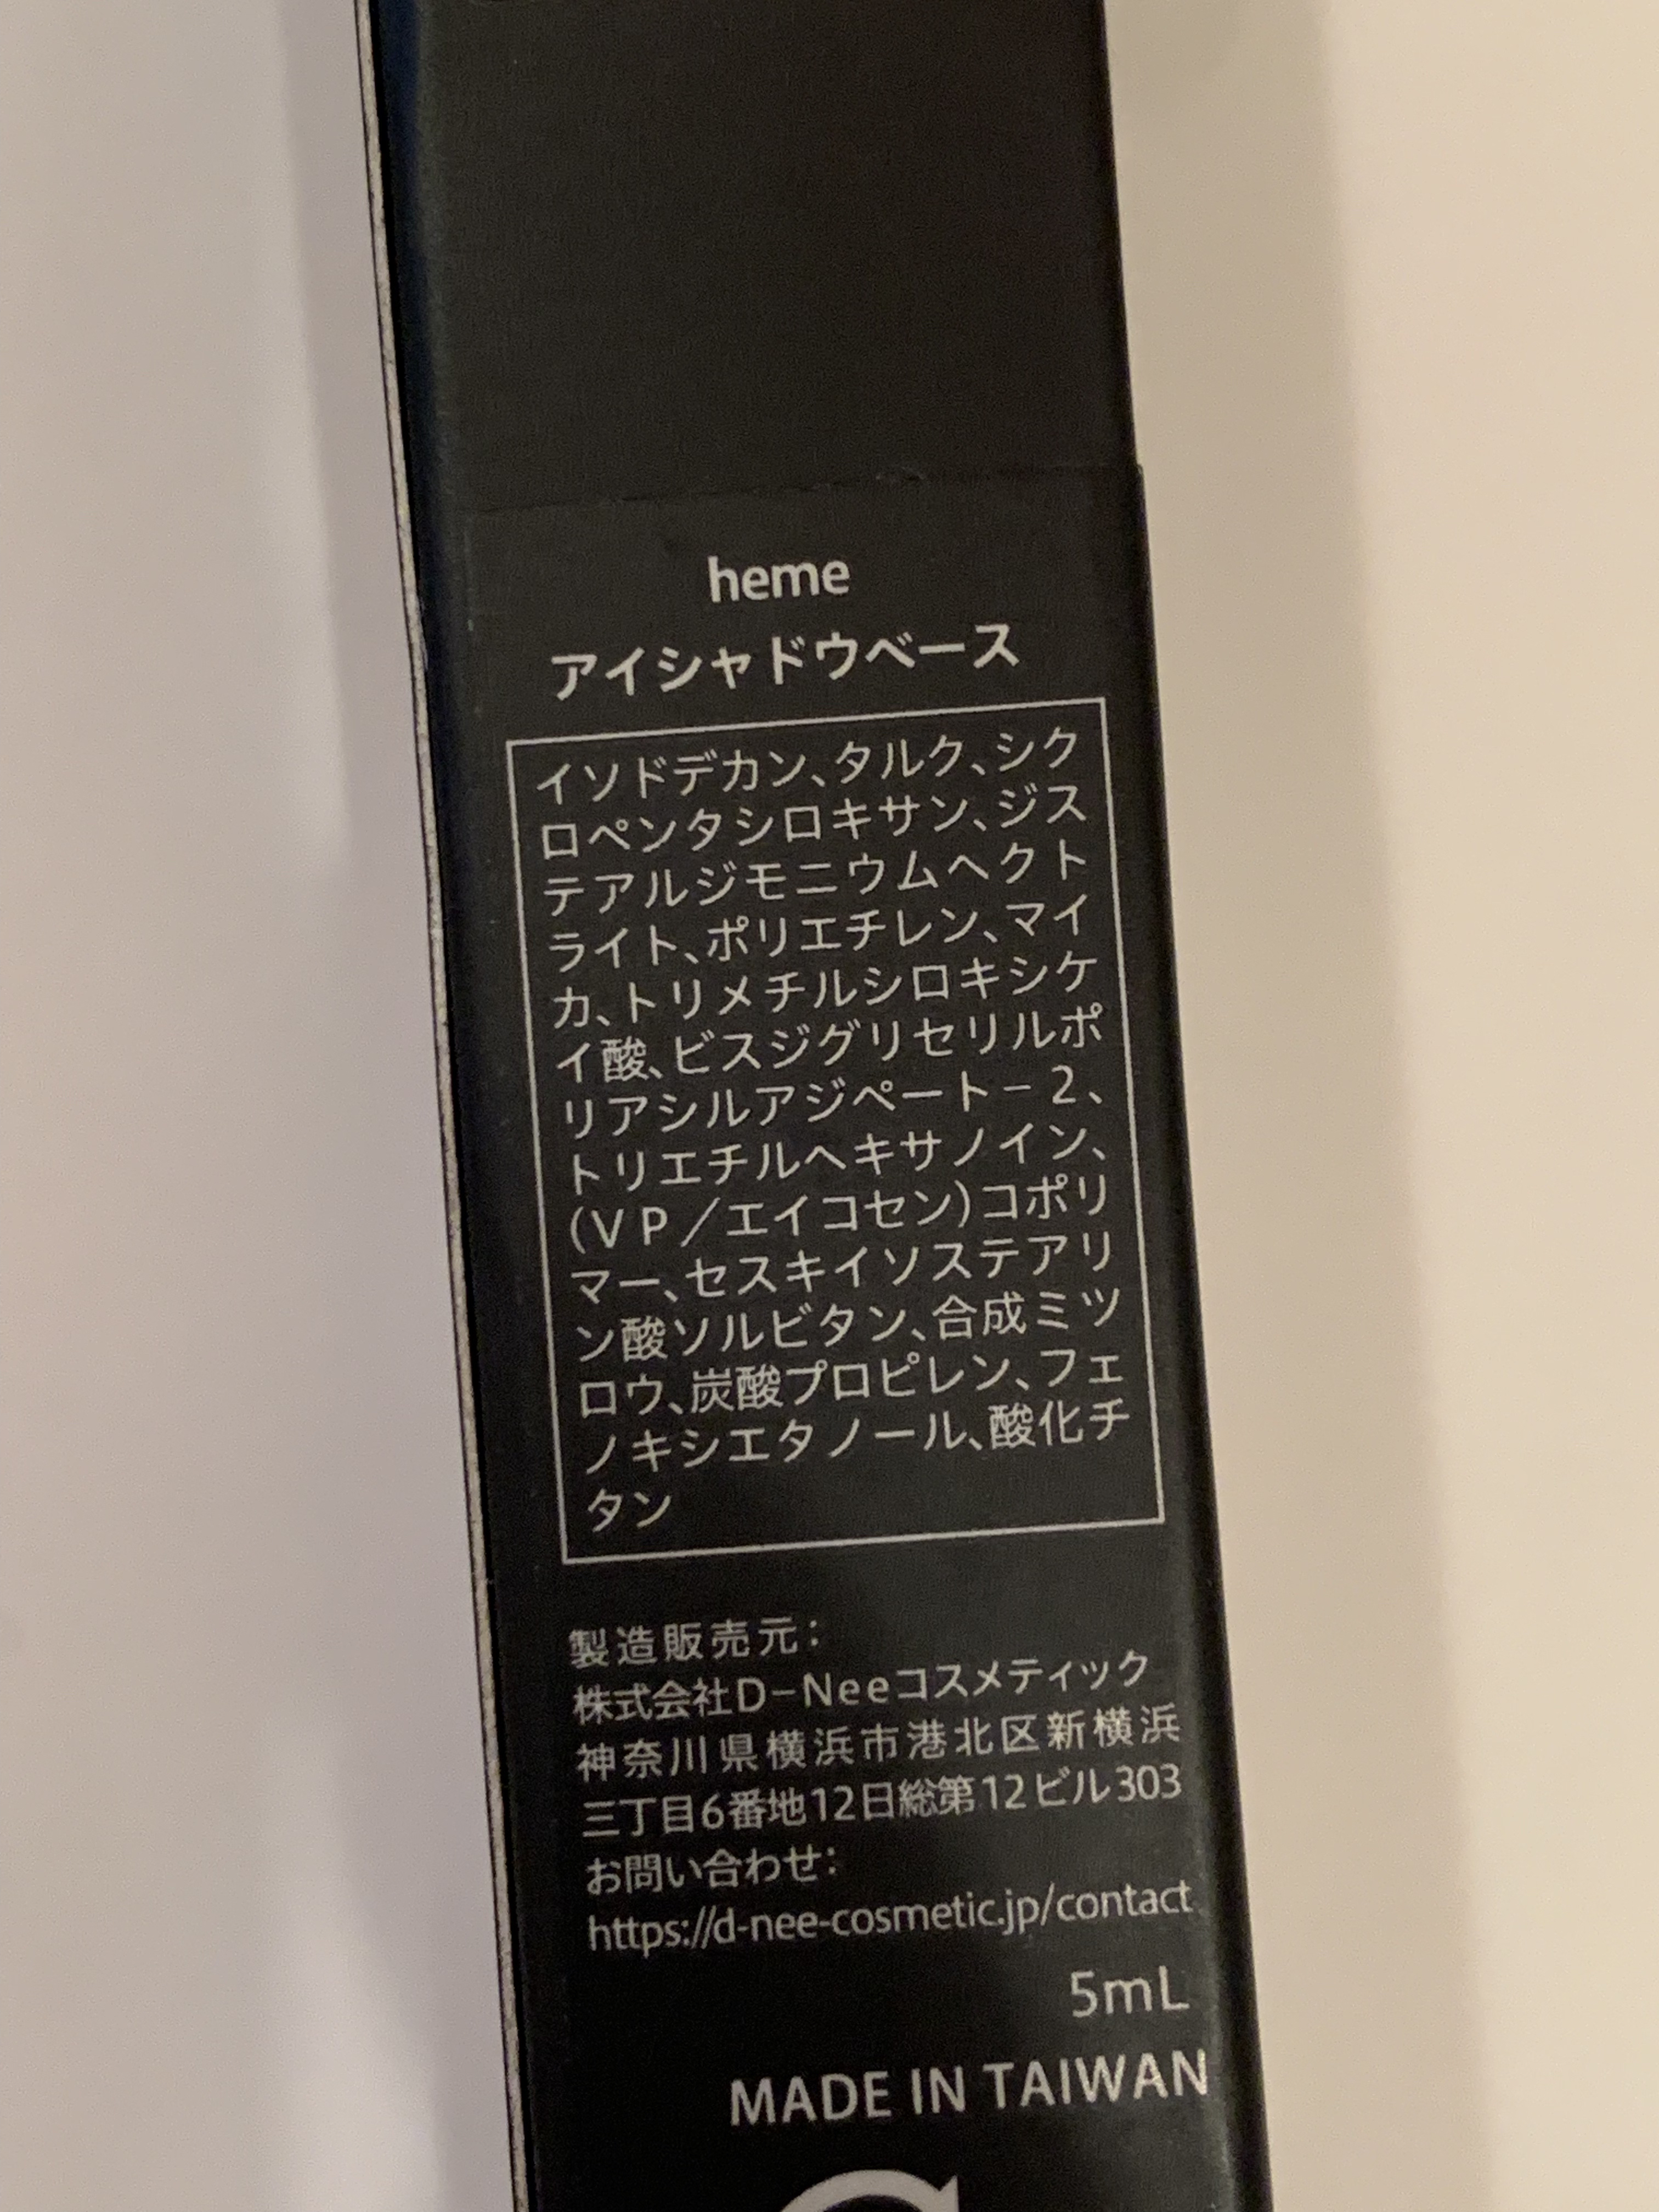 heme
アイシャドウベース
イソドデカン、タルク、シク
ロペンタシロキサン、ジス
テアルジモニウムヘクト
ライト、ポリエチレン、マイ
カ、トリメチルシロキシケ
イ酸、ビスジグリセリルポ
リアシルアジペート－２、
トリエチルヘキサノイン、
(ＶＰ／エイコセン)コポリ
マー、セスキイソステアリ
ン酸ソルビタン、合成ミツ
ロウ、炭酸プロピレン、フェ
ノキシエタノール、酸化チ
タン
製造販売元：
株式会社D−Neeコスメティック
神奈川県横浜市港北区新横浜
三丁目6番地12日総第12ビル303
お問い合わせ：
https://d-nee-cosmetic.jp/contact
5mL
MADE IN TAIWAN